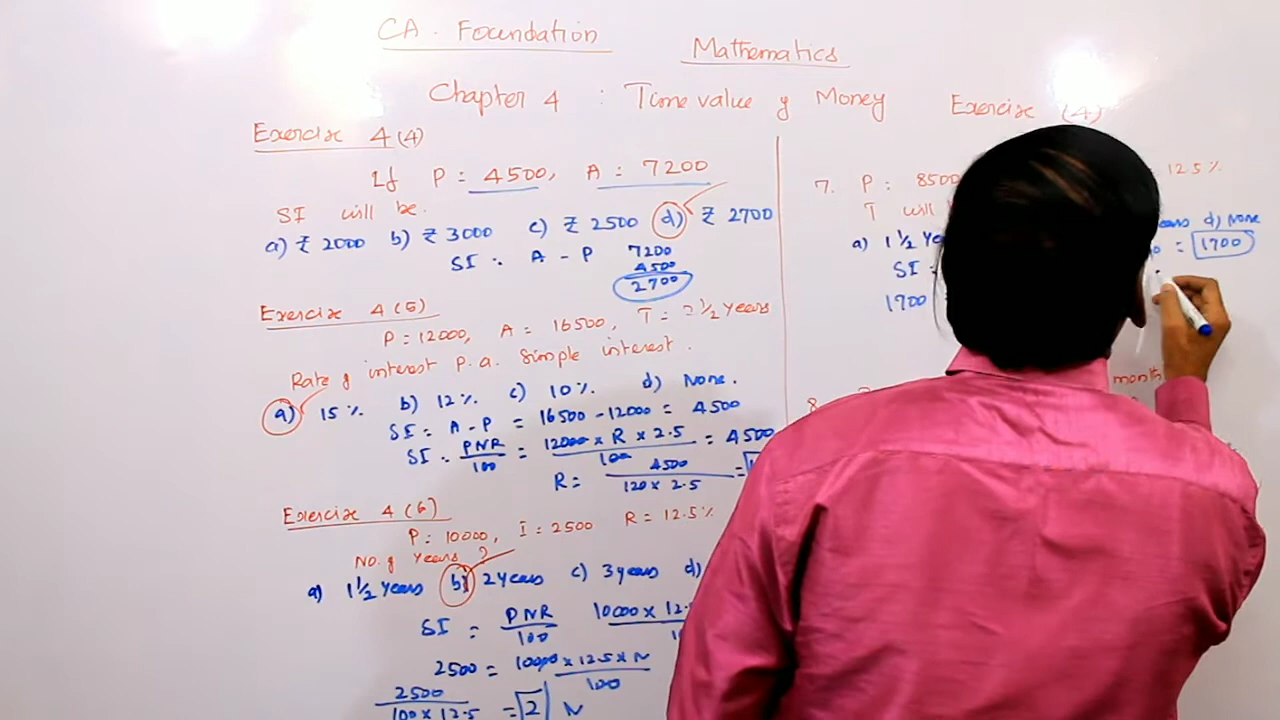 CA. Foundation
Mathematics
Chapter 4 : Time value of Money Exercise (4)
Exercise 4 (4)
If P = 4500, A = 7200
SI will be.
a) ₹ 2000 b) ₹ 3000 c) ₹ 2500 d) ₹ 2700
SI = A - P 7200
4500
2700
Exercise 4 (5)
P = 12000, A = 16500, T = 2 1/2 years
Rate of interest P.a. Simple interest.
a) 15% b) 12% c) 10% d) None.
SI = A - P = 16500 - 12000 = 4500
SI = PNR/100 = 12000 x R x 2.5/100 = 4500
R = 4500/120 x 2.5 =
Exercise 4 (6)
P = 10000, I = 2500 R = 12.5%
No. of Years ?
a) 1 1/2 years b) 2 years c) 3 years d)
SI = PNR/100 10000 x 12.
2500 = 10000 x 12.5 x N/100
2500/100 x 12.5 = 2 N
7. P = 8500 12.5%
T will
a) 1 1/2 Ye d) None
SI = = 1700
1700
8.
month